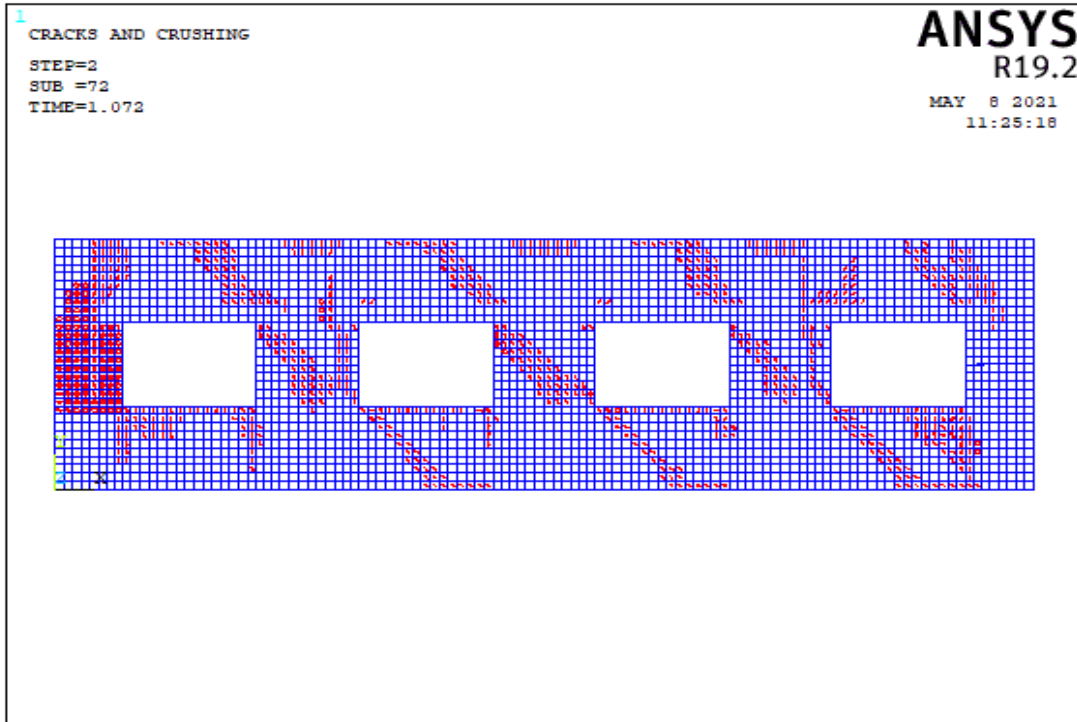 1
CRACKS AND CRUSHING
STEP=2
SUB =72
TIME=1.072
ANSYS
R19.2
MAY  8 2021
11:25:18
Y
Z X